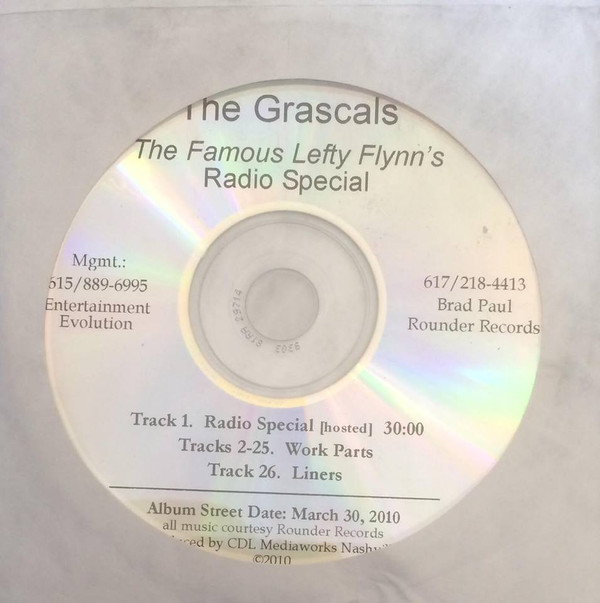 The Grascals
The Famous Lefty Flynn's
Radio Special
Mgmt.:
615/889-6995
Entertainment
Evolution
617/218-4413
Brad Paul
Rounder Records
Track 1. Radio Special [hosted] 30:00
Tracks 2-25. Work Parts
Track 26. Liners
Album Street Date: March 30, 2010
all music courtesy Rounder Records
by CDL Mediaworks
©2010